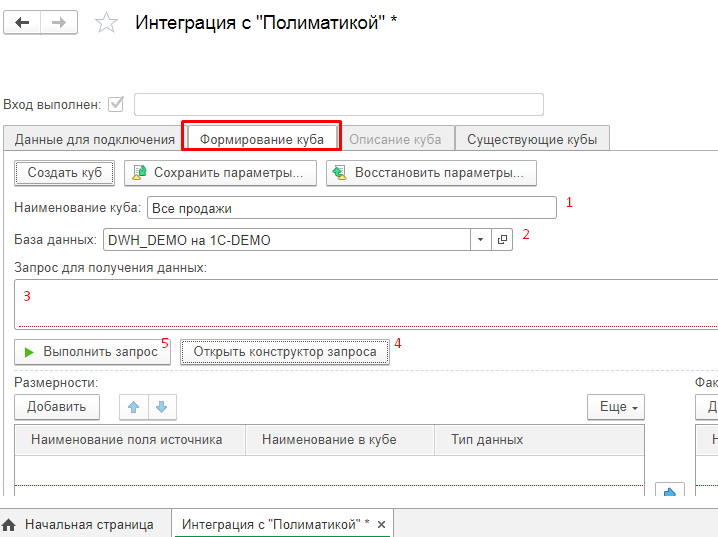 Интеграция с "Полиматикой" *
Вход выполнен:
Данные для подключения Формирование куба Описание куба Существующие кубы
Создать куб Сохранить параметры... Восстановить параметры...
Наименование куба: Все продажи 1
База данных: DWH_DEMO на 1C-DEMO 2
Запрос для получения данных:
3
Выполнить запрос 5 Открыть конструктор запроса 4
Размерности: Фак
Добавить Еще Д
Наименование поля источника Наименование в кубе Тип данных Н
Начальная страница Интеграция с "Полиматикой" * ×